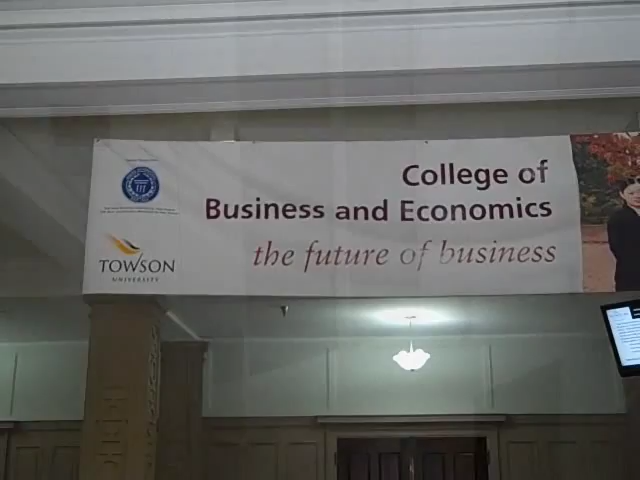 College of
Business and Economics
the future of business
TOWSON
UNIVERSITY